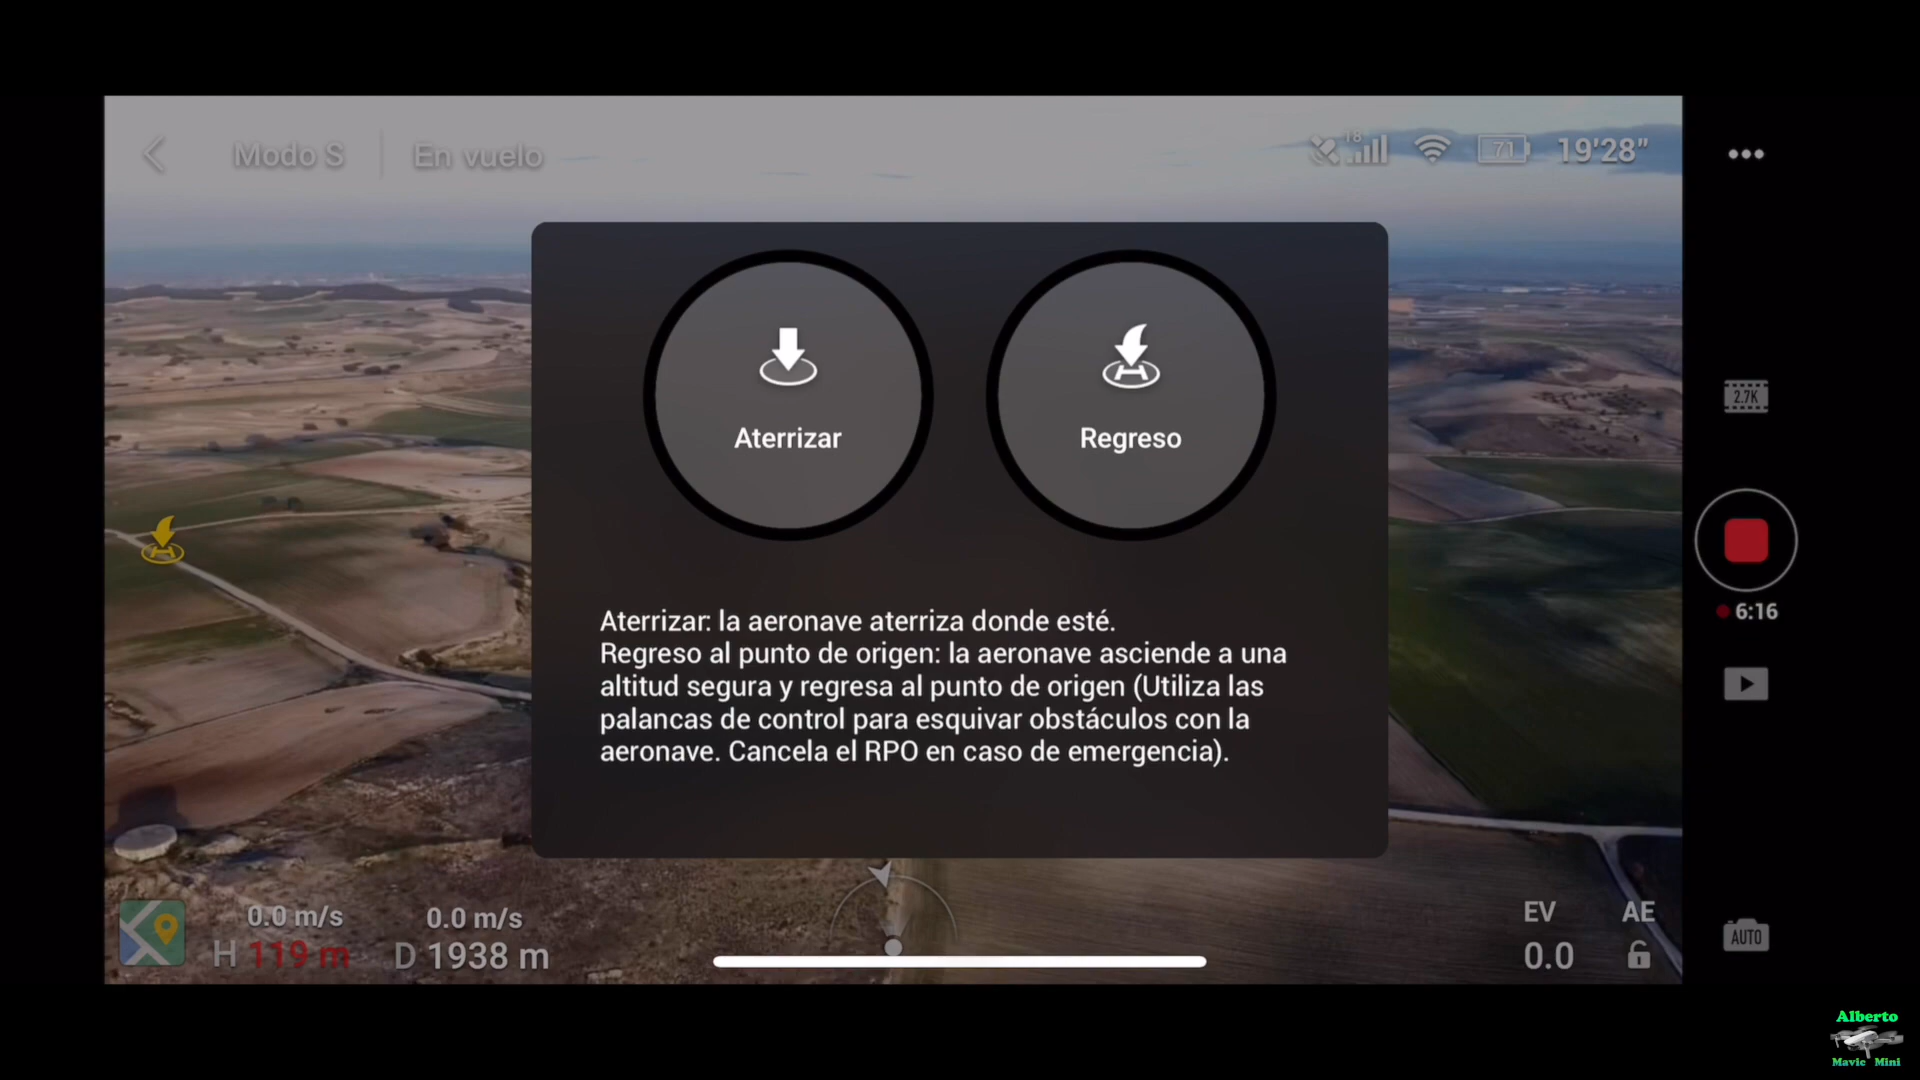 Modo S
En vuelo
18
71
19'28"
Aterrizar
Regreso
2.7K
6:16
Aterrizar: la aeronave aterriza donde esté.
Regreso al punto de origen: la aeronave asciende a una
altitud segura y regresa al punto de origen (Utiliza las
palancas de control para esquivar obstáculos con la
aeronave. Cancela el RPO en caso de emergencia).
0.0 m/s
0.0 m/s
H 119 m
D 1938 m
EV
AE
0.0
AUTO
Alberto
Mavic Mini